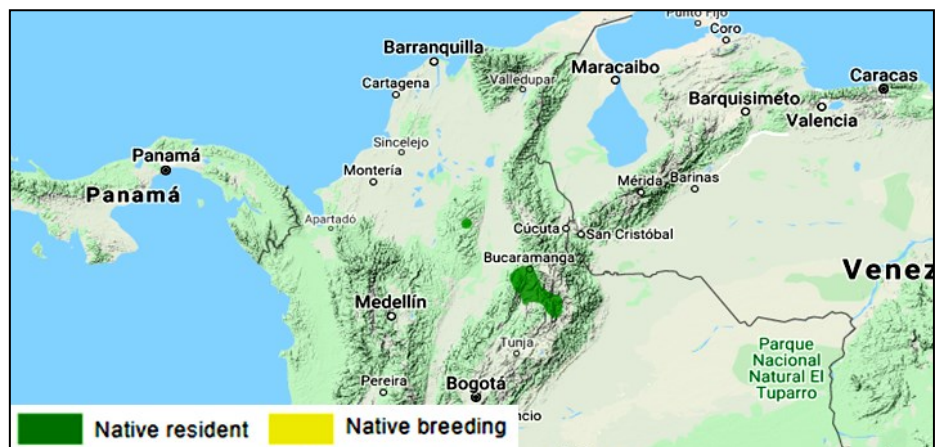 Punto Fijo
Coro
Barranquilla
Maracaibo
Caracas
Valledupar
Cartagena
Barquisimeto
Valencia
Sincelejo
Panamá
Montería
Mérida
Barinas
Panamá
Apartadó
Cúcuta
San Cristóbal
Bucaramanga
Venez
Medellín
Parque
Nacional
Natural El
Tuparro
Tunja
Pereira
Bogotá
ncio
Native resident
Native breeding